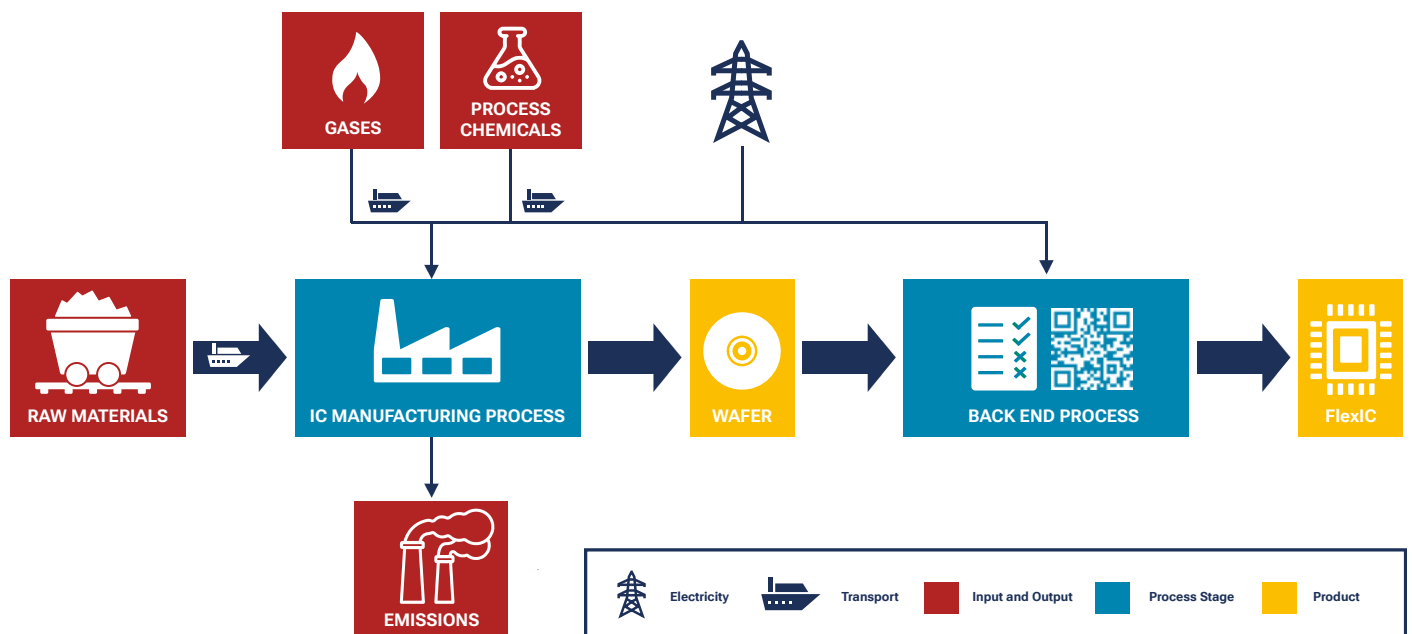 GASES
PROCESS
CHEMICALS
RAW MATERIALS
IC MANUFACTURING PROCESS
WAFER
BACK END PROCESS
FlexIC
EMISSIONS
Electricity
Transport
Input and Output
Process Stage
Product